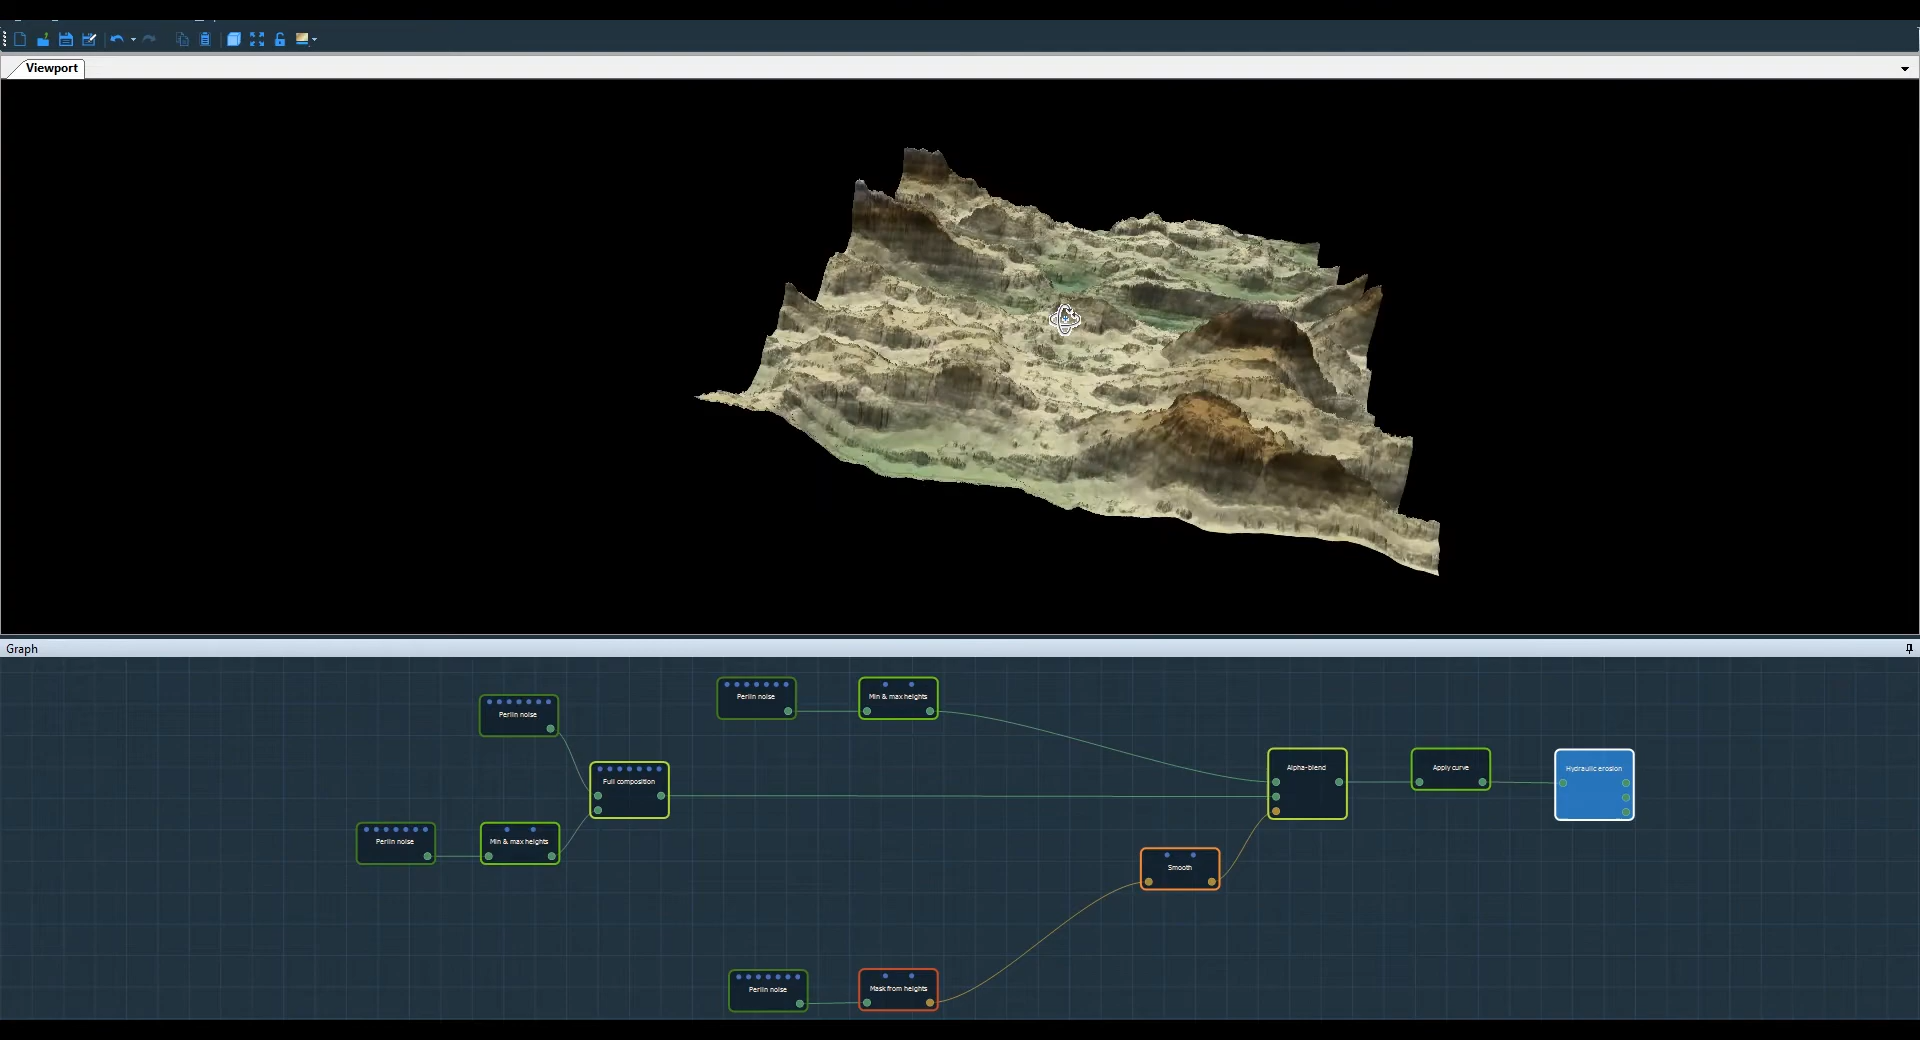 Viewport
Graph
Perlin noise
Min & max heights
Perlin noise
Full composition
Alpha-blend
Apply curve
Hydraulic erosion
Perlin noise
Min & max heights
Smooth
Perlin noise
Mask from heights